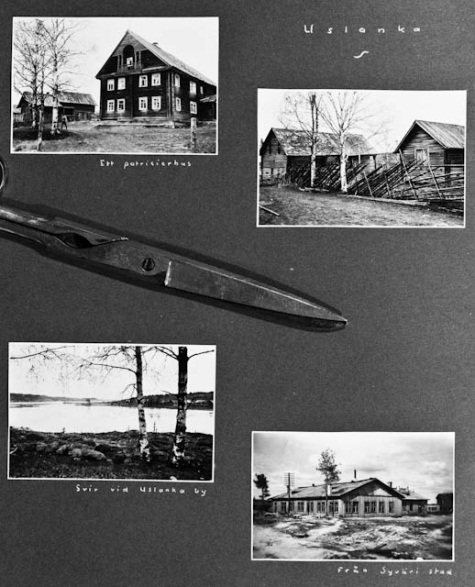 Uslanka
Ett patricierhus
Svir vid Uslanka by
Från Syväri stad